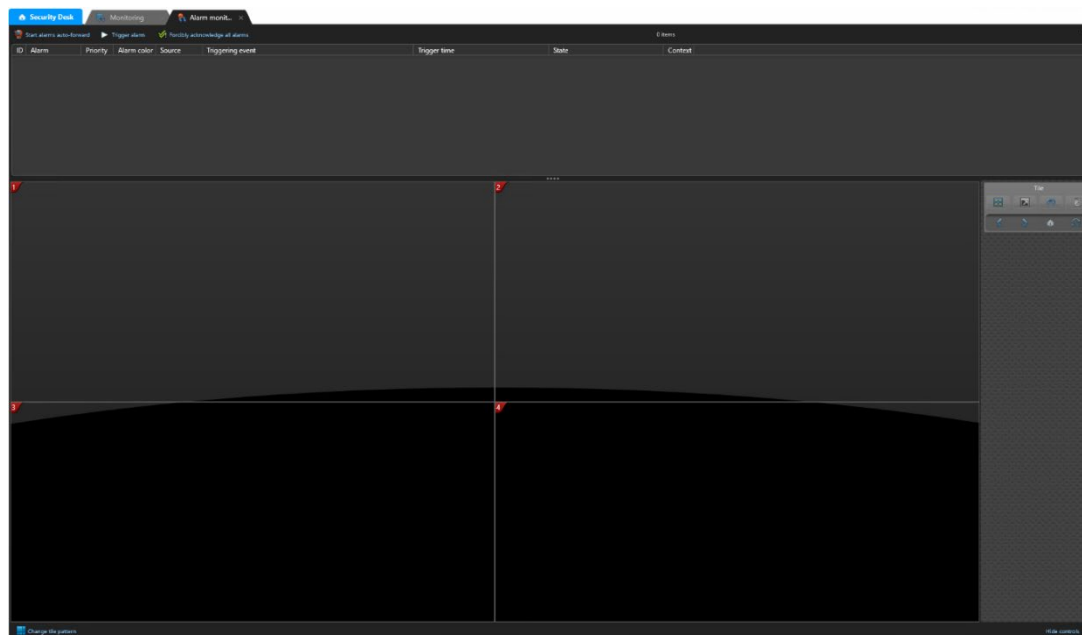 Security Desk Monitoring Alarm monit... ×
Start alarms auto-forward Trigger alarm Forcibly acknowledge all alarms 0 items
ID Alarm Priority Alarm color Source Triggering event Trigger time State Context
1 2
Tile
3 4
Change tile pattern Hide controls